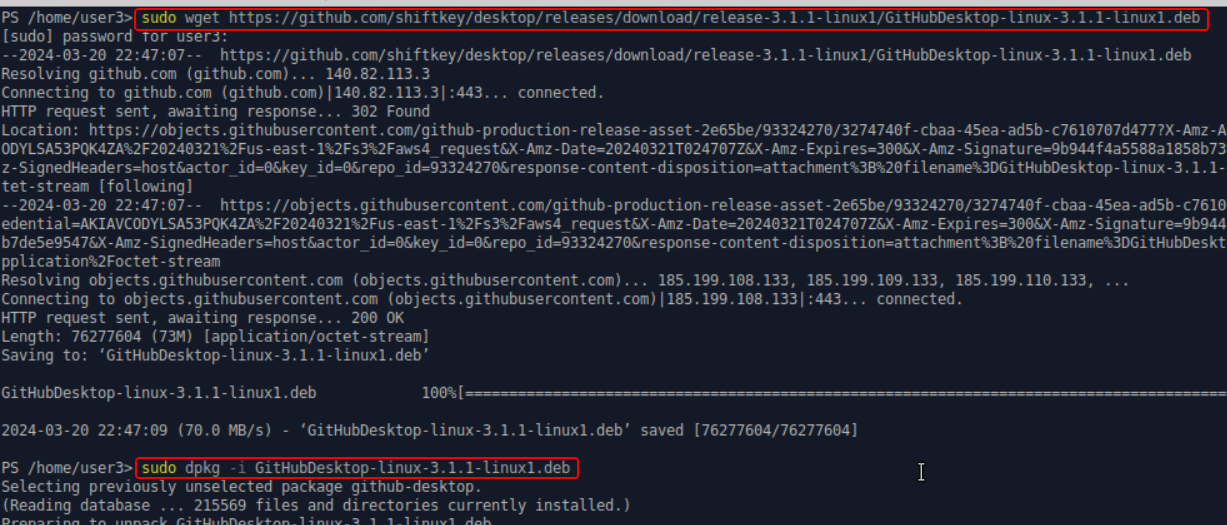 PS /home/user3> sudo wget https://github.com/shiftkey/desktop/releases/download/release-3.1.1-linux1/GitHubDesktop-linux-3.1.1-linux1.deb
[sudo] password for user3:
--2024-03-20 22:47:07--  https://github.com/shiftkey/desktop/releases/download/release-3.1.1-linux1/GitHubDesktop-linux-3.1.1-linux1.deb
Resolving github.com (github.com)... 140.82.113.3
Connecting to github.com (github.com)|140.82.113.3|:443... connected.
HTTP request sent, awaiting response... 302 Found
Location: https://objects.githubusercontent.com/github-production-release-asset-2e65be/93324270/3274740f-cbaa-45ea-ad5b-c7610707d477?X-Amz-A
ODYLSA53PQK4ZA%2F20240321%2Fus-east-1%2Fs3%2Faws4_request&X-Amz-Date=20240321T024707Z&X-Amz-Expires=300&X-Amz-Signature=9b944f4a5588a1858b73
z-SignedHeaders=host&actor_id=0&key_id=0&repo_id=93324270&response-content-disposition=attachment%3B%20filename%3DGitHubDesktop-linux-3.1.1-
tet-stream [following]
--2024-03-20 22:47:07--  https://objects.githubusercontent.com/github-production-release-asset-2e65be/93324270/3274740f-cbaa-45ea-ad5b-c7610
edential=AKIAVCODYLSA53PQK4ZA%2F20240321%2Fus-east-1%2Fs3%2Faws4_request&X-Amz-Date=20240321T024707Z&X-Amz-Expires=300&X-Amz-Signature=9b944
b7de5e9547&X-Amz-SignedHeaders=host&actor_id=0&key_id=0&repo_id=93324270&response-content-disposition=attachment%3B%20filename%3DGitHubDeskt
pplication%2Foctet-stream
Resolving objects.githubusercontent.com (objects.githubusercontent.com)... 185.199.108.133, 185.199.109.133, 185.199.110.133, ...
Connecting to objects.githubusercontent.com (objects.githubusercontent.com)|185.199.108.133|:443... connected.
HTTP request sent, awaiting response... 200 OK
Length: 76277604 (73M) [application/octet-stream]
Saving to: ‘GitHubDesktop-linux-3.1.1-linux1.deb’
GitHubDesktop-linux-3.1.1-linux1.deb            100%[=====================================================================================
2024-03-20 22:47:09 (70.0 MB/s) - ‘GitHubDesktop-linux-3.1.1-linux1.deb’ saved [76277604/76277604]
PS /home/user3> sudo dpkg -i GitHubDesktop-linux-3.1.1-linux1.deb
Selecting previously unselected package github-desktop.
(Reading database ... 215569 files and directories currently installed.)
Preparing to unpack GitHubDesktop-linux-3.1.1-linux1.deb